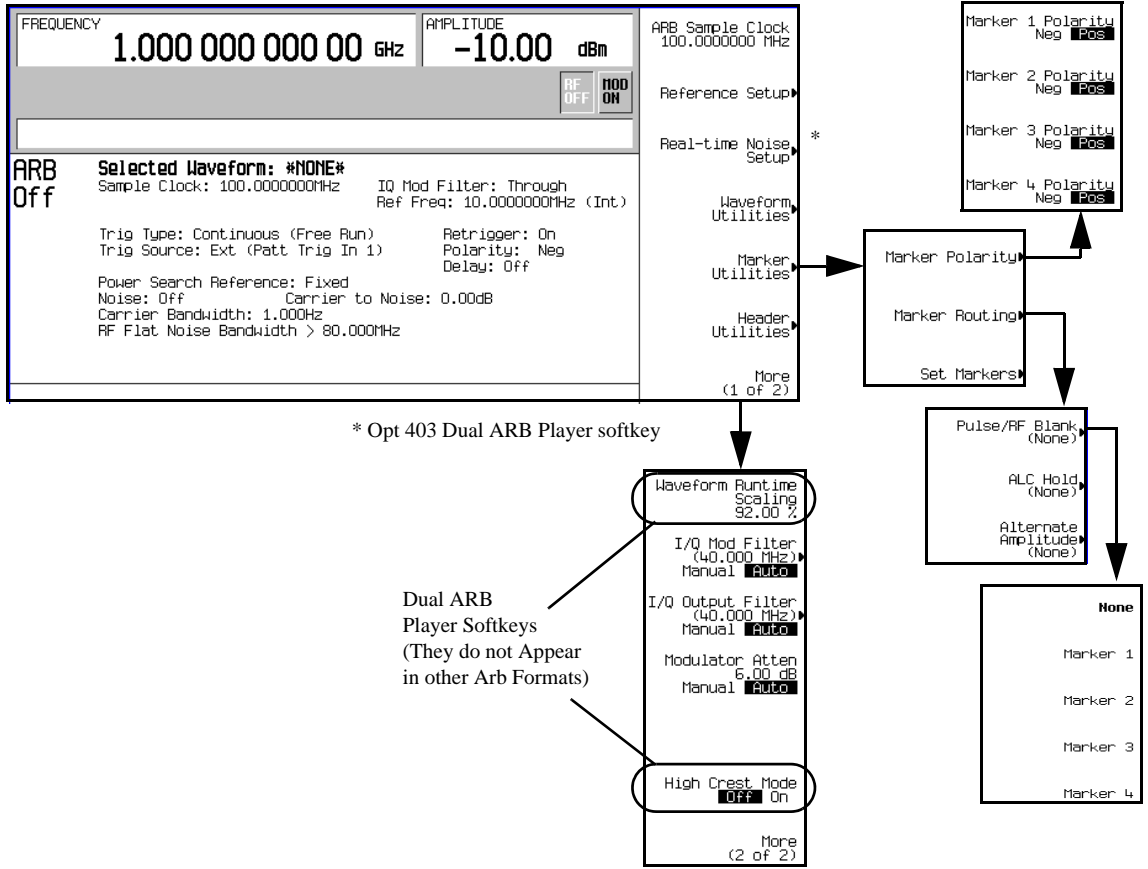 FREQUENCY
1.000 000 000 00 GHz
AMPLITUDE
-10.00 dBm
RF OFF
MOD ON
ARB Off
Selected Waveform: *NONE*
Sample Clock: 100.0000000MHz IQ Mod Filter: Through
Ref Freq: 10.0000000MHz (Int)
Trig Type: Continuous (Free Run) Retrigger: On
Trig Source: Ext (Patt Trig In 1) Polarity: Neg
Delay: Off
Power Search Reference: Fixed
Noise: Off Carrier to Noise: 0.00dB
Carrier Bandwidth: 1.000Hz
RF Flat Noise Bandwidth > 80.000MHz
ARB Sample Clock
100.0000000 MHz
Reference Setup
Real-time Noise
Setup
*
Waveform
Utilities
Marker
Utilities
Header
Utilities
More
(1 of 2)
* Opt 403 Dual ARB Player softkey
Marker 1 Polarity
Neg Pos
Marker 2 Polarity
Neg Pos
Marker 3 Polarity
Neg Pos
Marker 4 Polarity
Neg Pos
Marker Polarity
Marker Routing
Set Markers
Pulse/RF Blank
(None)
ALC Hold
(None)
Alternate
Amplitude
(None)
None
Marker 1
Marker 2
Marker 3
Marker 4
Waveform Runtime
Scaling
92.00 %
I/Q Mod Filter
(40.000 MHz)
Manual Auto
I/Q Output Filter
(40.000 MHz)
Manual Auto
Modulator Atten
6.00 dB
Manual Auto
High Crest Mode
Off On
More
(2 of 2)
Dual ARB
Player Softkeys
(They do not Appear
in other Arb Formats)